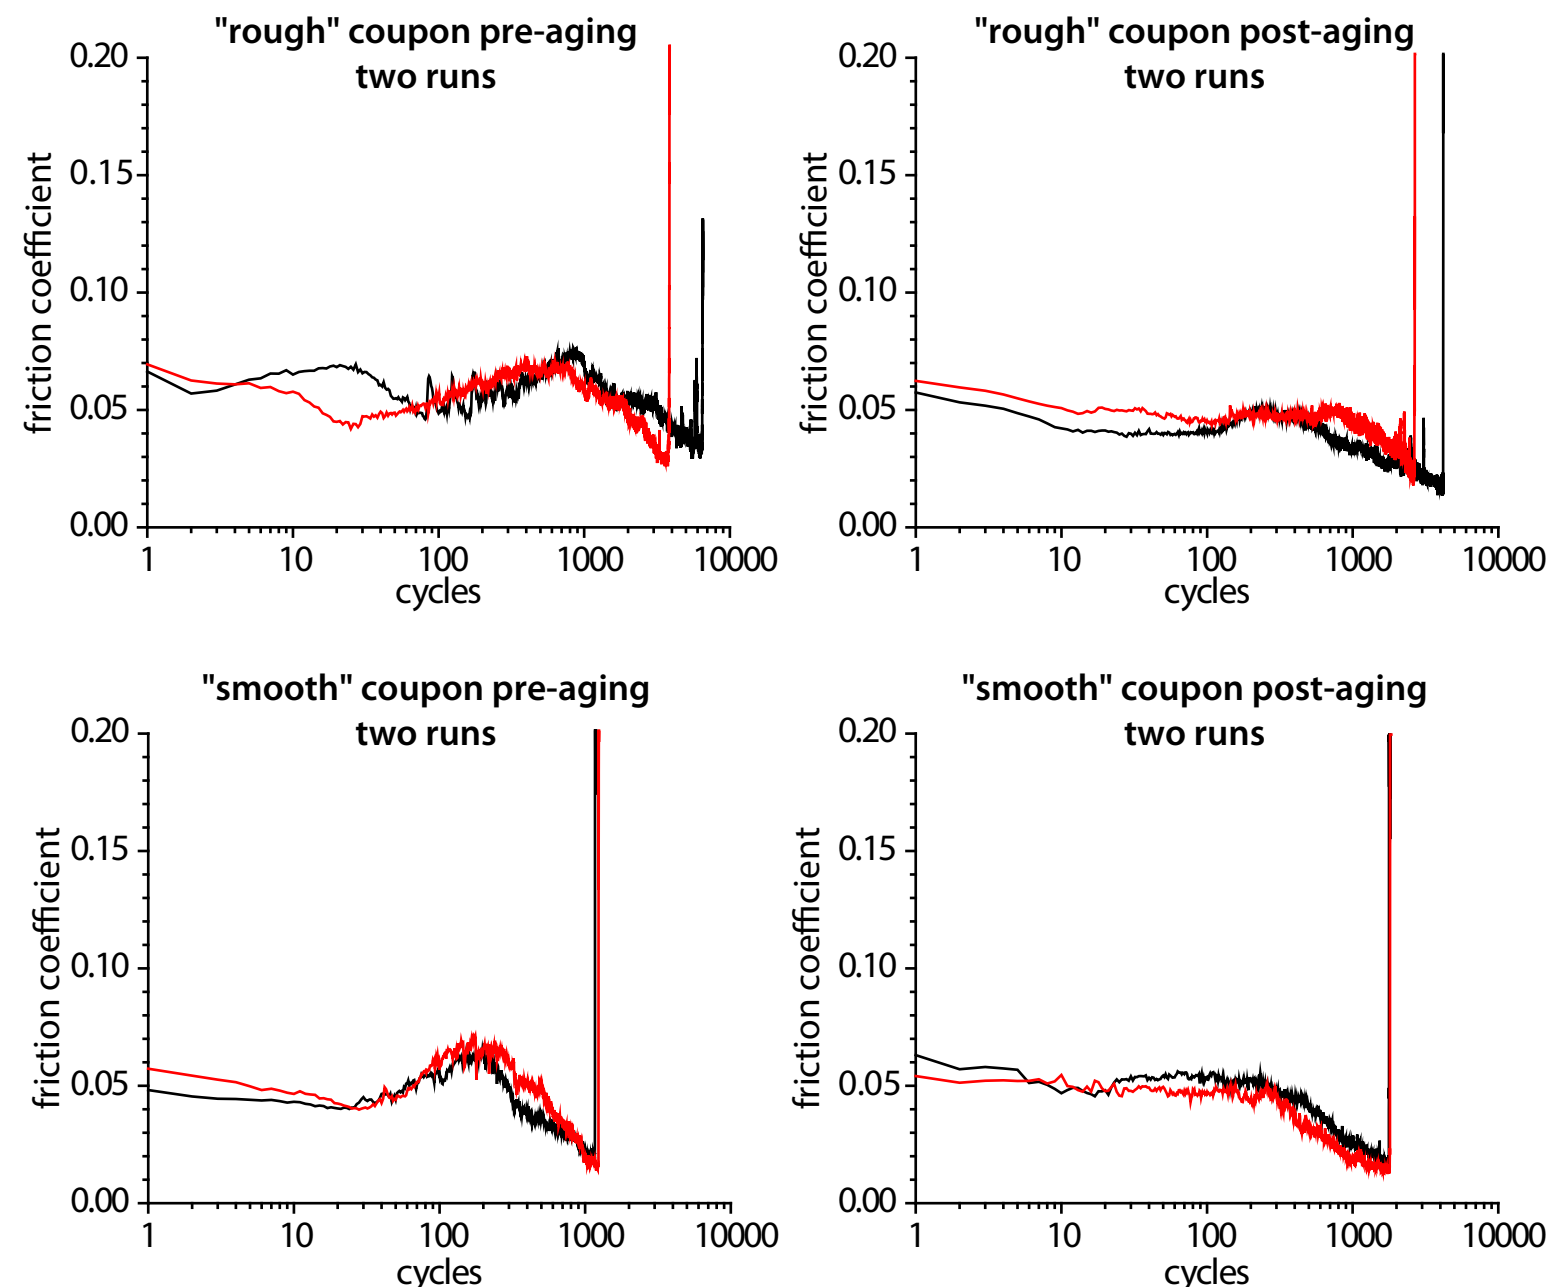 "rough" coupon pre-aging
two runs
0.20
0.15
0.10
0.05
0.00
friction coefficient
1
10
100
1000
10000
cycles
"rough" coupon post-aging
two runs
0.20
0.15
0.10
0.05
0.00
friction coefficient
1
10
100
1000
10000
cycles
"smooth" coupon pre-aging
two runs
0.20
0.15
0.10
0.05
0.00
friction coefficient
1
10
100
1000
10000
cycles
"smooth" coupon post-aging
two runs
0.20
0.15
0.10
0.05
0.00
friction coefficient
1
10
100
1000
10000
cycles